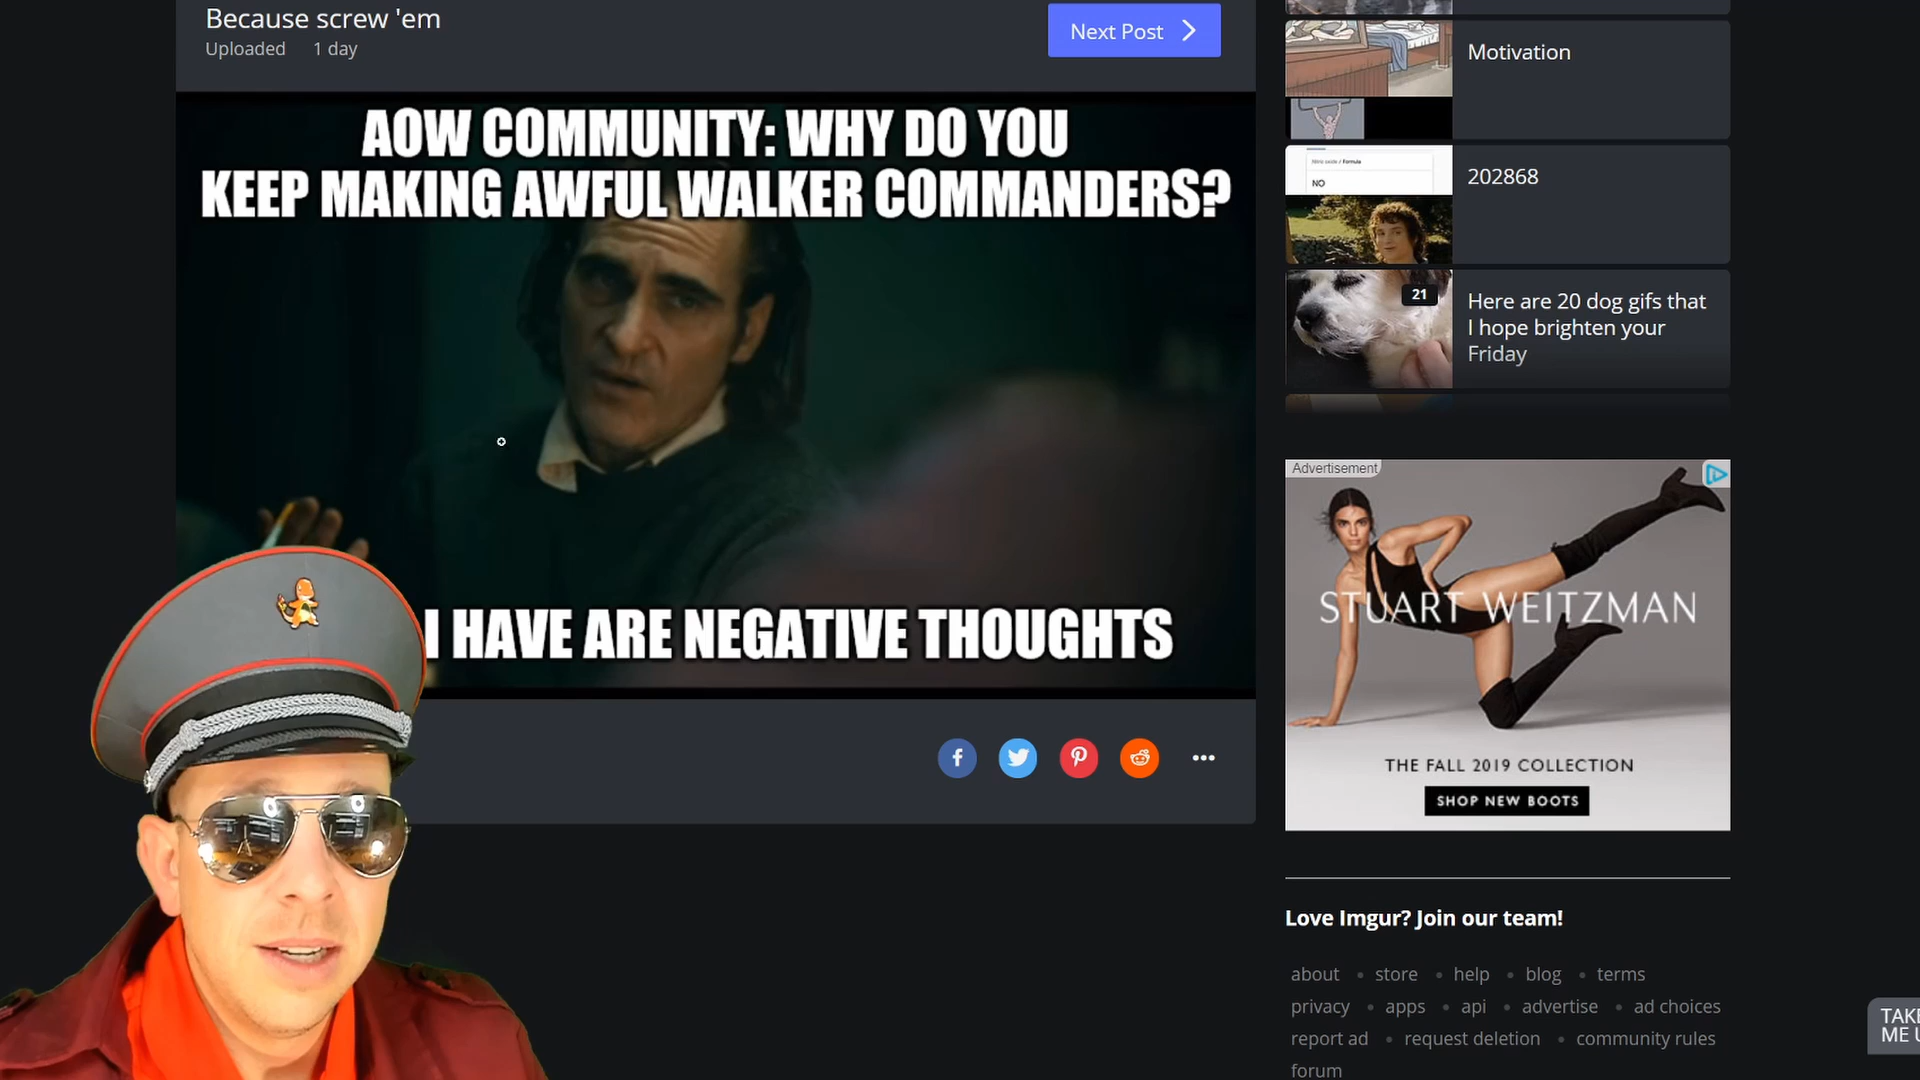 Because screw 'em
Uploaded 1 day
Next Post
AOW COMMUNITY: WHY DO YOU
KEEP MAKING AWFUL WALKER COMMANDERS?
I HAVE ARE NEGATIVE THOUGHTS
Motivation
NO
202868
21
Here are 20 dog gifs that
I hope brighten your
Friday
Advertisement
STUART WEITZMAN
THE FALL 2019 COLLECTION
SHOP NEW BOOTS
Love Imgur? Join our team!
about • store • help • blog • terms
privacy • apps • api • advertise • ad choices
report ad • request deletion • community rules
forum
TAKE
ME U